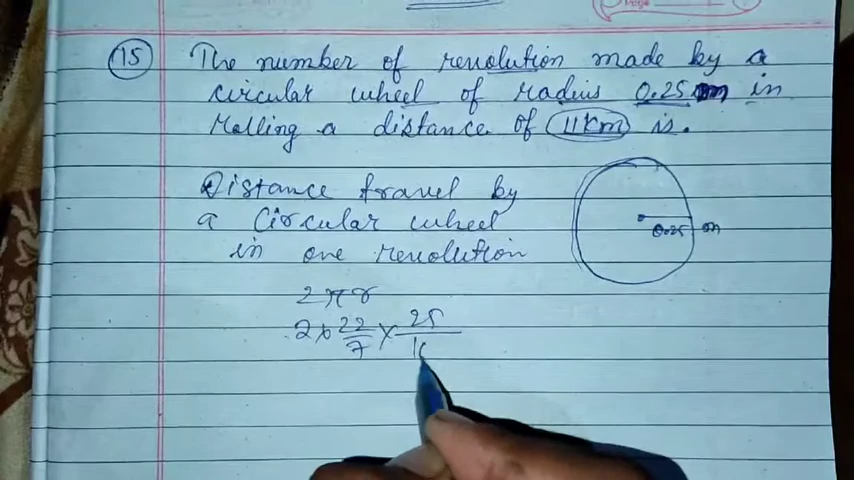 15 The number of revolution made by a
circular wheel of radius 0.25 m in
rolling a distance of 11 Km is.
Distance travel by
a Circular wheel
in one revolution
0.25 m
2πr
2 × 22/7 × 25/10